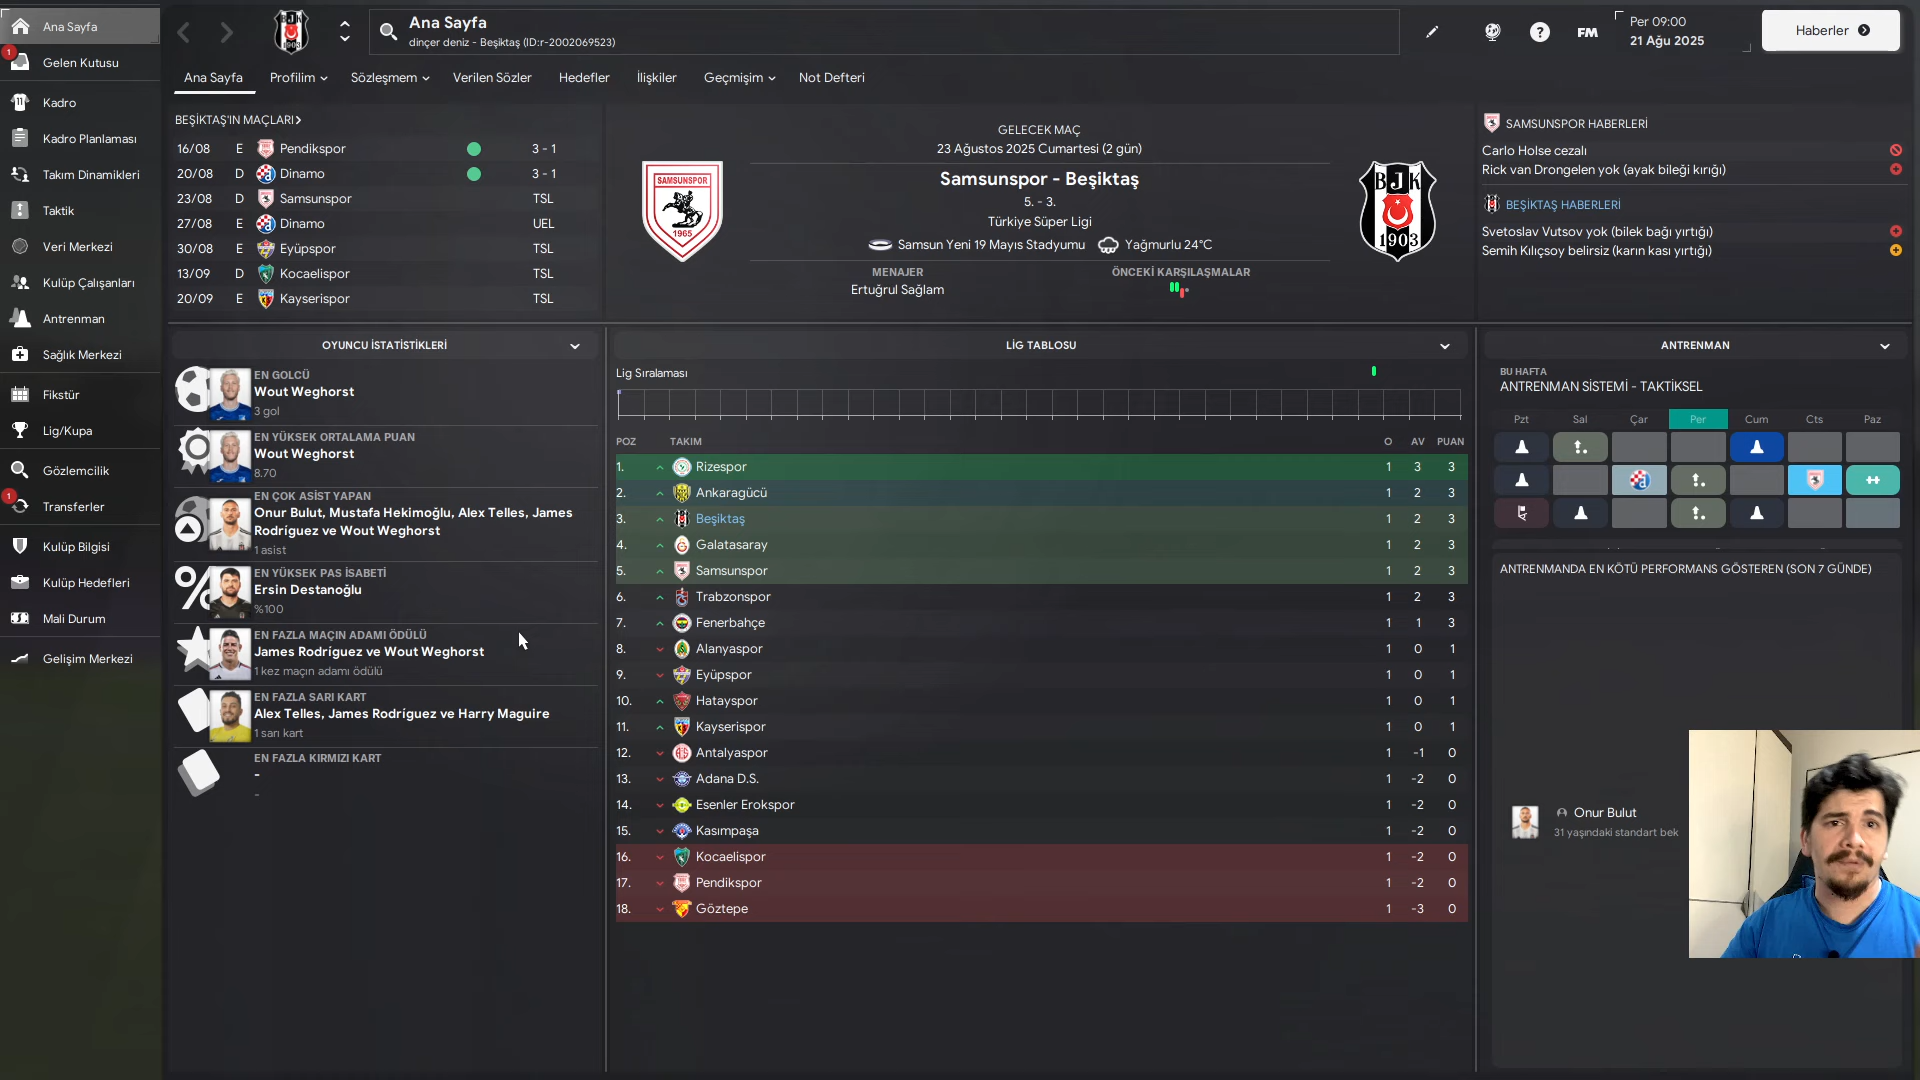 Ana Sayfa
1
Gelen Kutusu
Kadro
Kadro Planlaması
Takım Dinamikleri
Taktik
Veri Merkezi
Kulüp Çalışanları
Antrenman
Sağlık Merkezi
Fikstür
Lig/Kupa
Gözlemcilik
1
Transferler
Kulüp Bilgisi
Kulüp Hedefleri
Mali Durum
Gelişim Merkezi
Ana Sayfa
dinçer deniz - Beşiktaş (ID:r-2002069523)
FM
Per 09:00
21 Ağu 2025
Haberler
Ana Sayfa Profilim Sözleşmem Verilen Sözler Hedefler İlişkiler Geçmişim Not Defteri
BEŞİKTAŞ'IN MAÇLARI
16/08 E Pendikspor 3 - 1
20/08 D Dinamo 3 - 1
23/08 D Samsunspor TSL
27/08 E Dinamo UEL
30/08 E Eyüpspor TSL
13/09 D Kocaelispor TSL
20/09 E Kayserispor TSL
SAMSUNSPOR
1965
GELECEK MAÇ
23 Ağustos 2025 Cumartesi (2 gün)
Samsunspor - Beşiktaş
5. - 3.
Türkiye Süper Ligi
Samsun Yeni 19 Mayıs Stadyumu Yağmurlu 24°C
MENAJER
Ertuğrul Sağlam
ÖNCEKİ KARŞILAŞMALAR
BJK
1903
SAMSUNSPOR HABERLERİ
Carlo Holse cezalı
Rick van Drongelen yok (ayak bileği kırığı)
BEŞİKTAŞ HABERLERİ
Svetoslav Vutsov yok (bilek bağı yırtığı)
Semih Kılıçsoy belirsiz (karın kası yırtığı)
OYUNCU İSTATİSTİKLERİ
EN GOLCÜ
Wout Weghorst
3 gol
EN YÜKSEK ORTALAMA PUAN
Wout Weghorst
8.70
EN ÇOK ASİST YAPAN
Onur Bulut, Mustafa Hekimoğlu, Alex Telles, James
Rodríguez ve Wout Weghorst
1 asist
EN YÜKSEK PAS İSABETİ
Ersin Destanoğlu
%100
EN FAZLA MAÇIN ADAMI ÖDÜLÜ
James Rodríguez ve Wout Weghorst
1 kez maçın adamı ödülü
EN FAZLA SARI KART
Alex Telles, James Rodríguez ve Harry Maguire
1 sarı kart
EN FAZLA KIRMIZI KART
-
-
LİG TABLOSU
Lig Sıralaması
POZ TAKIM O AV PUAN
1. Rizespor 1 3 3
2. Ankaragücü 1 2 3
3. Beşiktaş 1 2 3
4. Galatasaray 1 2 3
5. Samsunspor 1 2 3
6. Trabzonspor 1 2 3
7. Fenerbahçe 1 1 3
8. Alanyaspor 1 0 1
9. Eyüpspor 1 0 1
10. Hatayspor 1 0 1
11. Kayserispor 1 0 1
12. Antalyaspor 1 -1 0
13. Adana D.S. 1 -2 0
14. Esenler Erokspor 1 -2 0
15. Kasımpaşa 1 -2 0
16. Kocaelispor 1 -2 0
17. Pendikspor 1 -2 0
18. Göztepe 1 -3 0
ANTRENMAN
BU HAFTA
ANTRENMAN SİSTEMİ - TAKTİKSEL
Pzt Sal Çar Per Cum Cts Paz
ANTRENMANDA EN KÖTÜ PERFORMANS GÖSTEREN (SON 7 GÜNDE)
Onur Bulut
31 yaşındaki standart bek